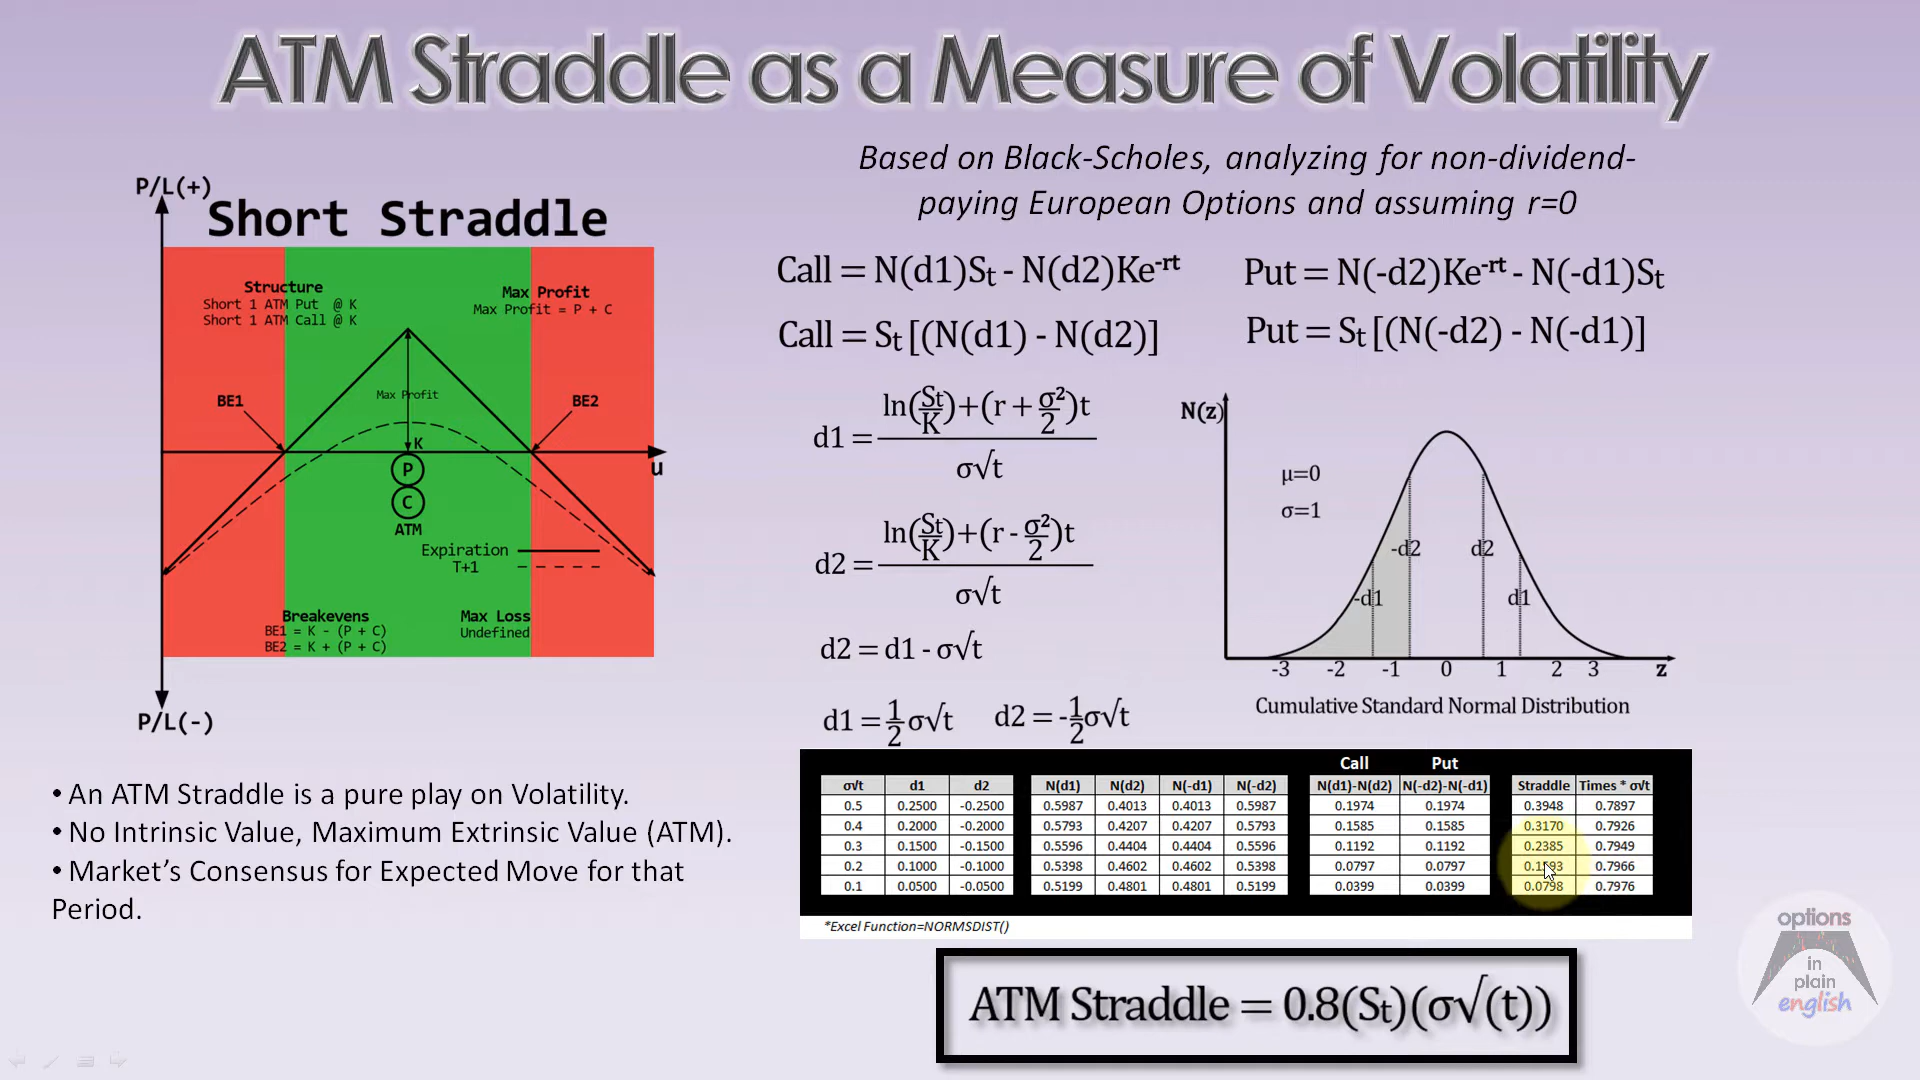 ATM Straddle as a Measure of Volatility
P/L(+)
Short Straddle
Structure
Short 1 ATM Put @ K
Short 1 ATM Call @ K
Max Profit
Max Profit = P + C
BE1
Max Profit
BE2
K
u
P
C
ATM
Expiration
T+1
Breakevens
BE1 = K - (P + C)
BE2 = K + (P + C)
Max Loss
Undefined
P/L(-)
• An ATM Straddle is a pure play on Volatility.
• No Intrinsic Value, Maximum Extrinsic Value (ATM).
• Market’s Consensus for Expected Move for that
Period.
Based on Black-Scholes, analyzing for non-dividend-
paying European Options and assuming r=0
Call = N(d1)St - N(d2)Ke-rt
Put = N(-d2)Ke-rt - N(-d1)St
Call = St [(N(d1) - N(d2)]
Put = St [(N(-d2) - N(-d1)]
d1 = ln(St/K)+(r + σ²/2)t
σ√t
d2 = ln(St/K)+(r - σ²/2)t
σ√t
d2 = d1 - σ√t
d1 = 1/2 σ√t d2 = -1/2 σ√t
N(z)
μ=0
σ=1
-d2 d2
-d1 d1
-3 -2 -1 0 1 2 3 z
Cumulative Standard Normal Distribution
Call Put
σ√t d1 d2 N(d1) N(d2) N(-d1) N(-d2) N(d1)-N(d2) N(-d2)-N(-d1) Straddle Times * σ√t
0.5 0.2500 -0.2500 0.5987 0.4013 0.4013 0.5987 0.1974 0.1974 0.3948 0.7897
0.4 0.2000 -0.2000 0.5793 0.4207 0.4207 0.5793 0.1585 0.1585 0.3170 0.7926
0.3 0.1500 -0.1500 0.5596 0.4404 0.4404 0.5596 0.1192 0.1192 0.2385 0.7949
0.2 0.1000 -0.1000 0.5398 0.4602 0.4602 0.5398 0.0797 0.0797 0.7966
0.1 0.0500 -0.0500 0.5199 0.4801 0.4801 0.5199 0.0399 0.0399 0.0798 0.7976
*Excel Function=NORMSDIST()
ATM Straddle = 0.8(St)(σ√(t))
options
in
plain
english